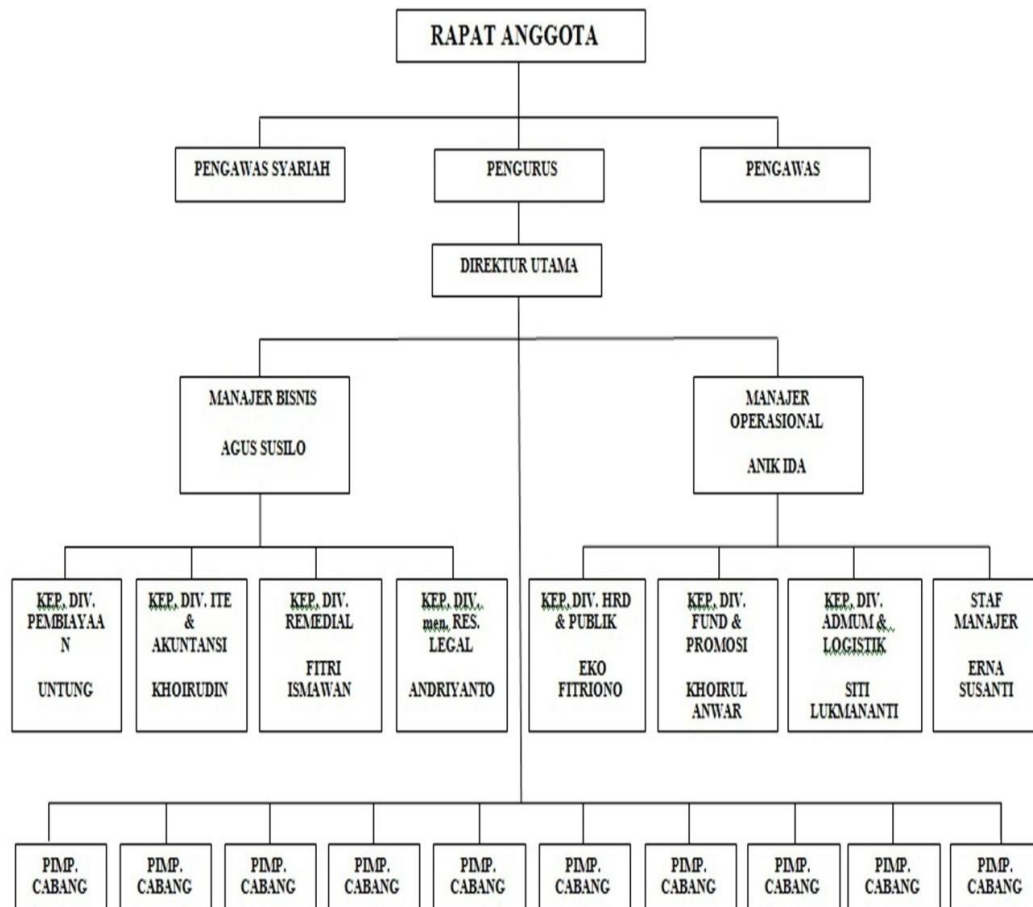 RAPAT ANGGOTA
PENGAWAS SYARIAH
PENGURUS
PENGAWAS
DIREKTUR UTAMA
MANAJER BISNIS
AGUS SUSILO
MANAJER
OPERASIONAL
ANIK IDA
KEP. DIV.
PEMBIAYAA
N
UNTUNG
KEP. DIV. ITE
&
AKUNTANSI
KHOIRUDIN
KEP. DIV.
REMEDIAL
FITRI
ISMAWAN
KEP. DIV.
men. RES.
LEGAL
ANDRIYANTO
KEP. DIV. HRD
& PUBLIK
EKO
FITRIONO
KEP. DIV.
FUND &
PROMOSI
KHOIRUL
ANWAR
KEP. DIV.
ADMUM &
LOGISTIK
SITI
LUKMANANTI
STAF
MANAJER
ERNA
SUSANTI
PIMP.
CABANG
PIMP.
CABANG
PIMP.
CABANG
PIMP.
CABANG
PIMP.
CABANG
PIMP.
CABANG
PIMP.
CABANG
PIMP.
CABANG
PIMP.
CABANG
PIMP.
CABANG